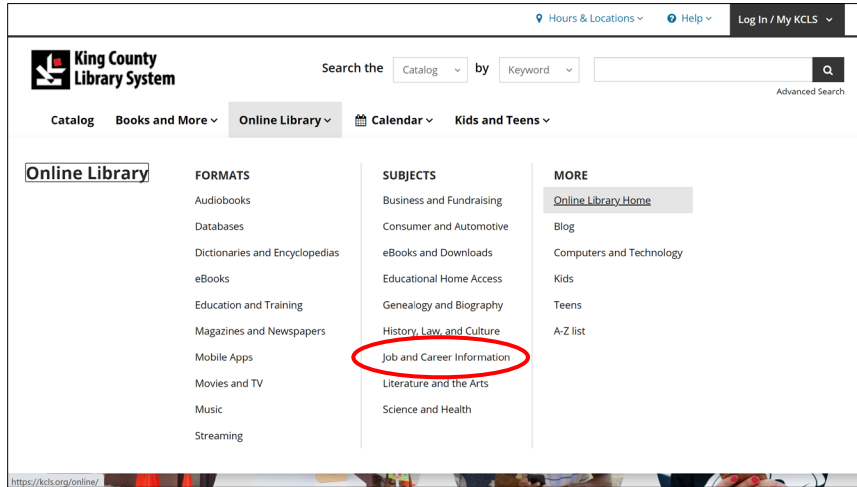 Hours & Locations
Help
Log In / My KCLS
King County
Library System
Search the
Catalog
by
Keyword
Advanced Search
Catalog
Books and More
Online Library
Calendar
Kids and Teens
Online Library
FORMATS
Audiobooks
Databases
Dictionaries and Encyclopedias
eBooks
Education and Training
Magazines and Newspapers
Mobile Apps
Movies and TV
Music
Streaming
SUBJECTS
Business and Fundraising
Consumer and Automotive
eBooks and Downloads
Educational Home Access
Genealogy and Biography
History, Law, and Culture
Job and Career Information
Literature and the Arts
Science and Health
MORE
Online Library Home
Blog
Computers and Technology
Kids
Teens
A-Z list
https://kcls.org/online/